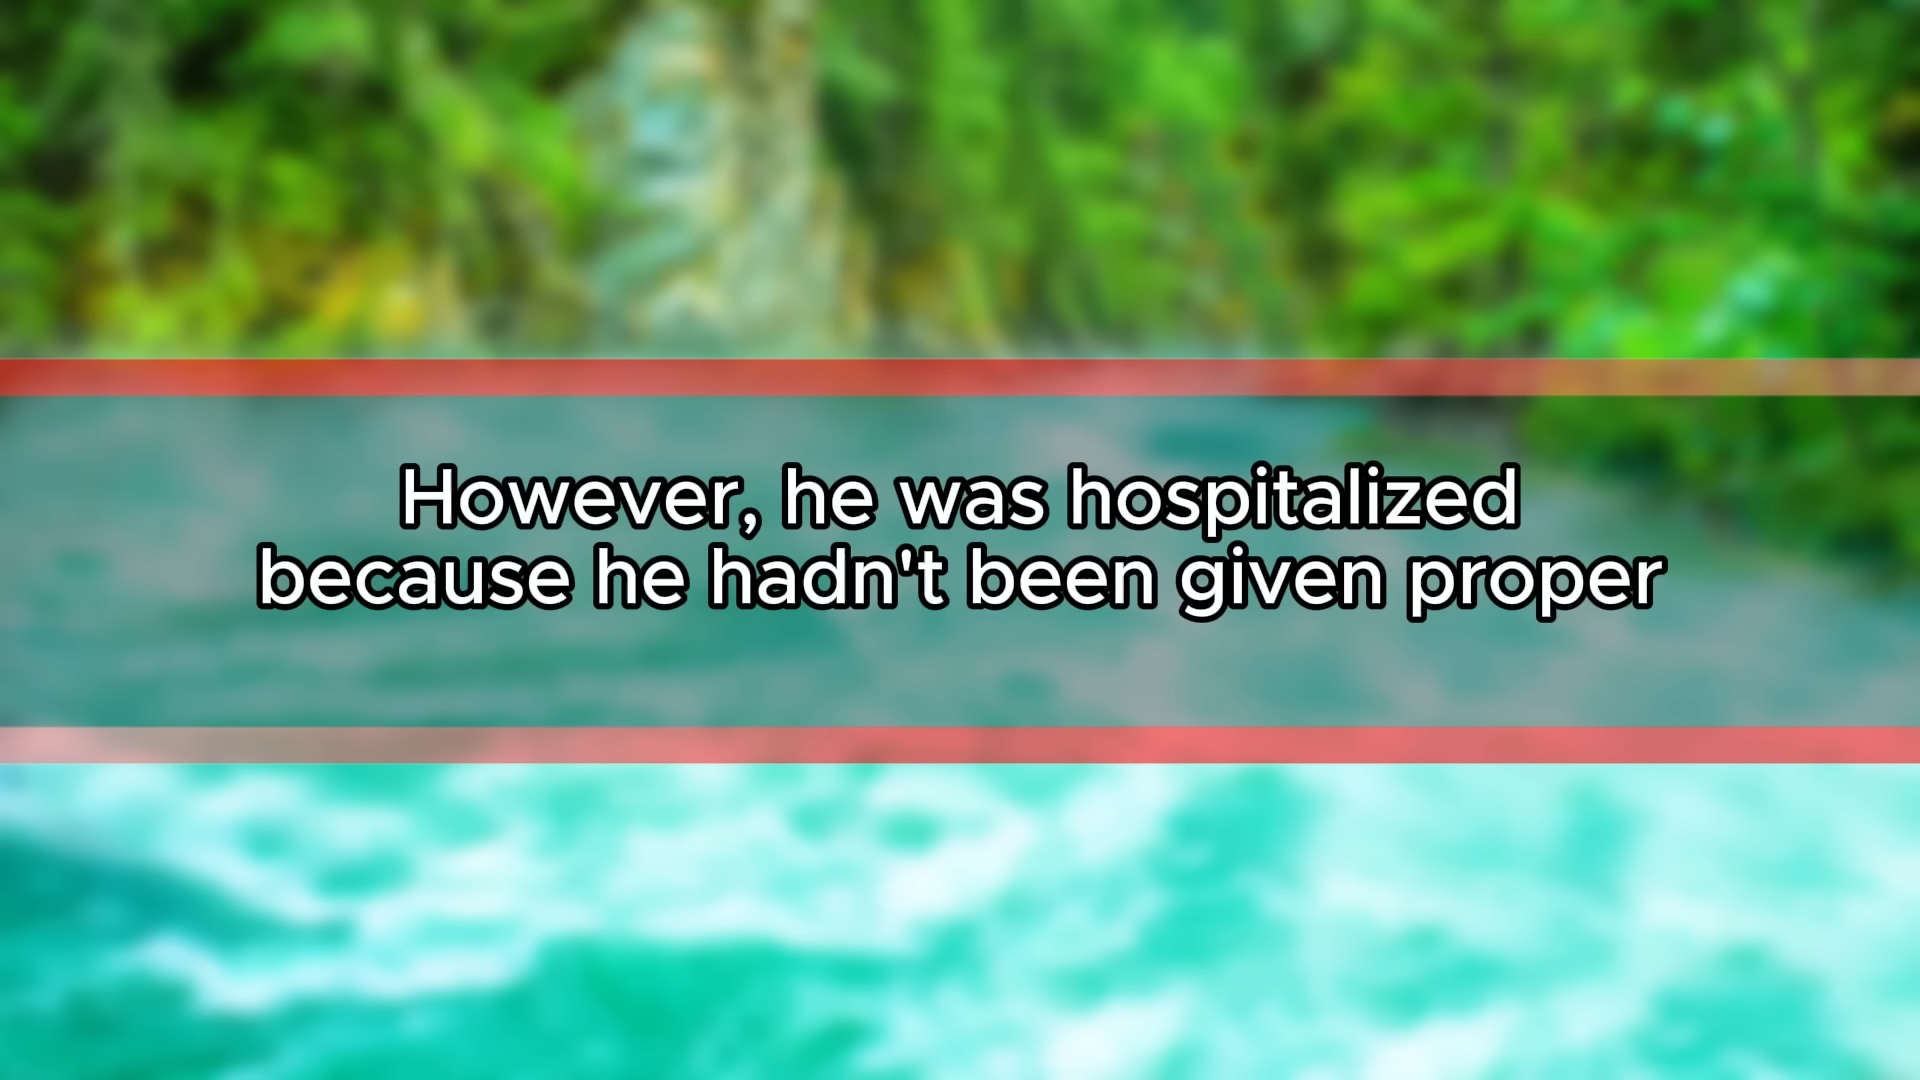 However, he was hospitalized
because he hadn't been given proper